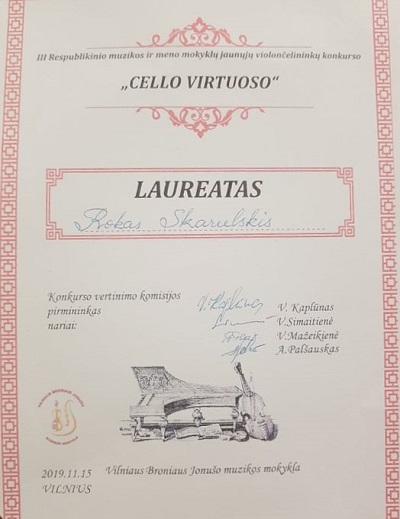 III Respublikinio muzikos ir meno mokyklų jaunųjų violončelininkų konkurso
„CELLO VIRTUOSO“
LAUREATAS
Rokas Skarulskis
Konkurso vertinimo komisijos
pirmininkas
V. Kaplūnas
nariai:
V.Simaitienė
V.Mažeikienė
A.Palšauskas
2019.11.15
Vilniaus Broniaus Jonušo muzikos mokykla
VILNIUS